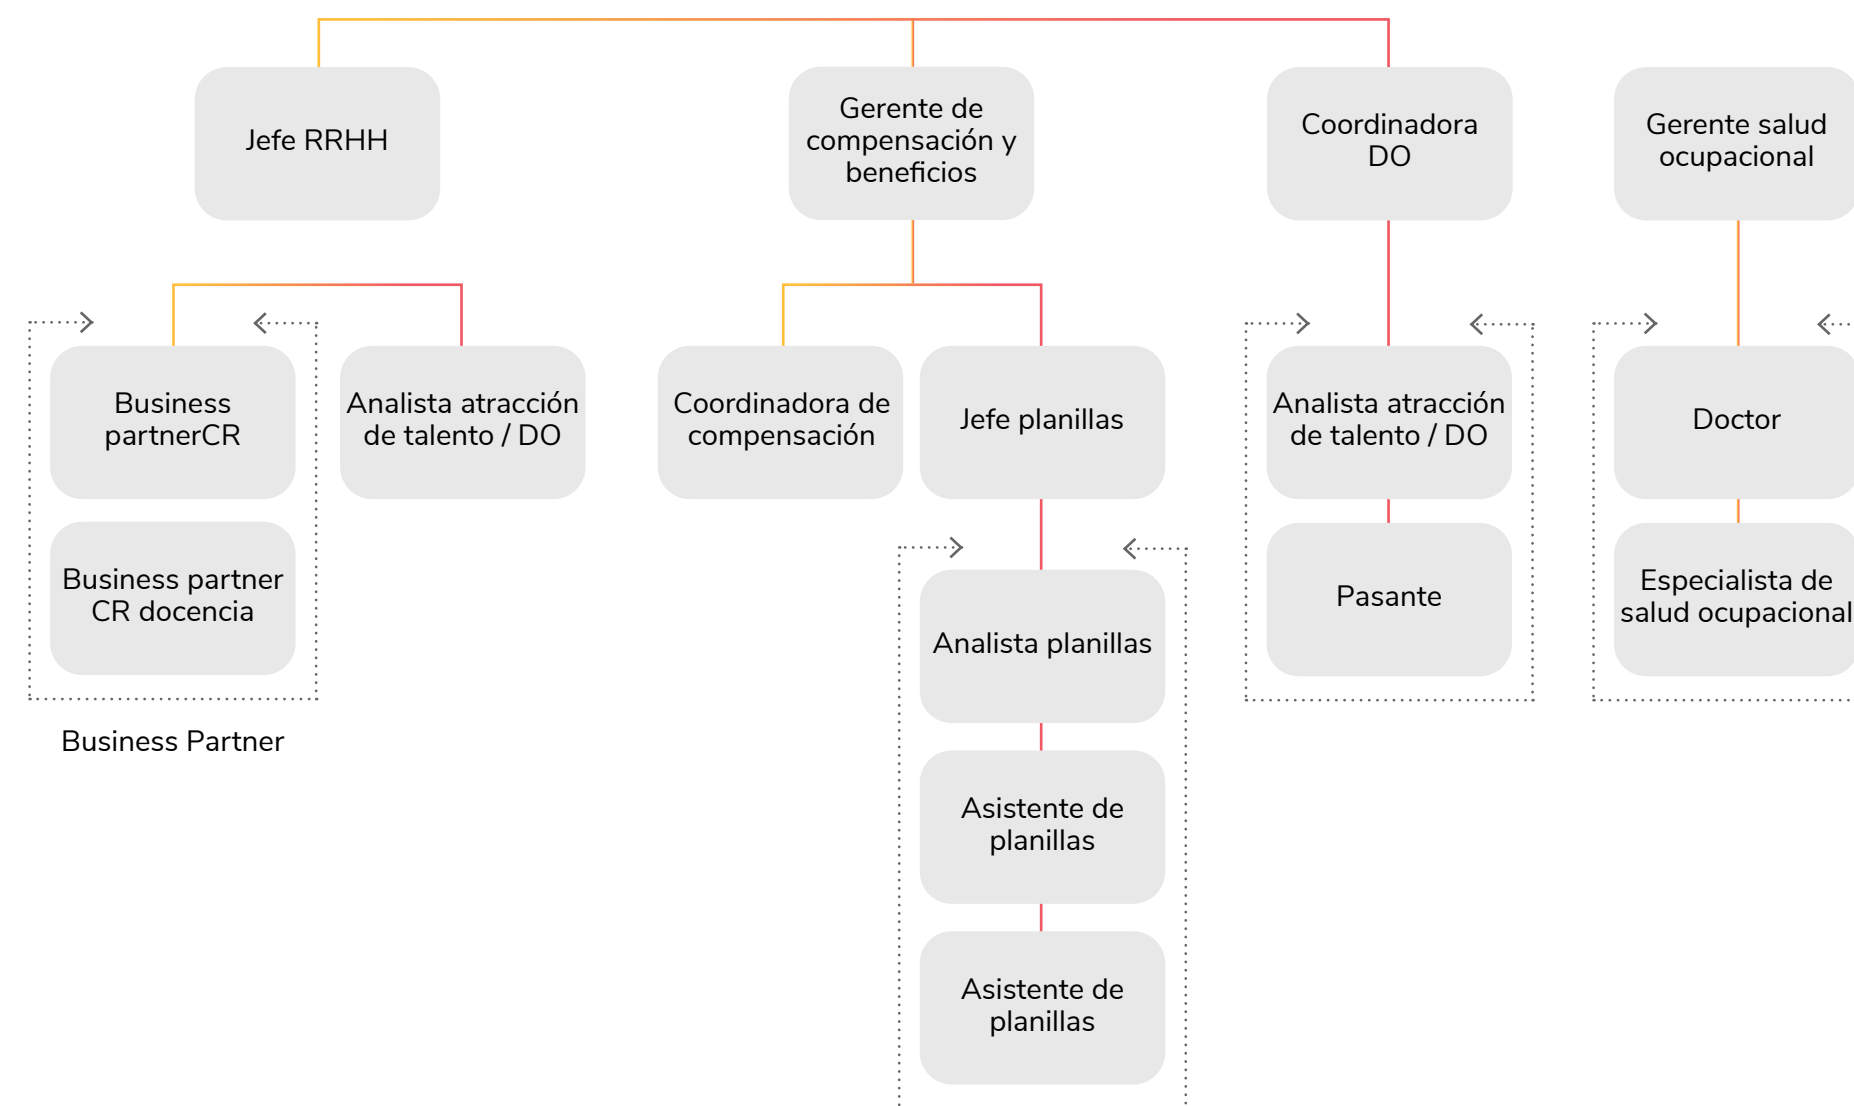 Jefe RRHH
Gerente de
compensación y
beneficios
Coordinadora
DO
Gerente salud
ocupacional
Business
partnerCR
Analista atracción
de talento / DO
Coordinadora de
compensación
Jefe planillas
Analista atracción
de talento / DO
Doctor
Business partner
CR docencia
Pasante
Especialista de
salud ocupacional
Analista planillas
Business Partner
Asistente de
planillas
Asistente de
planillas